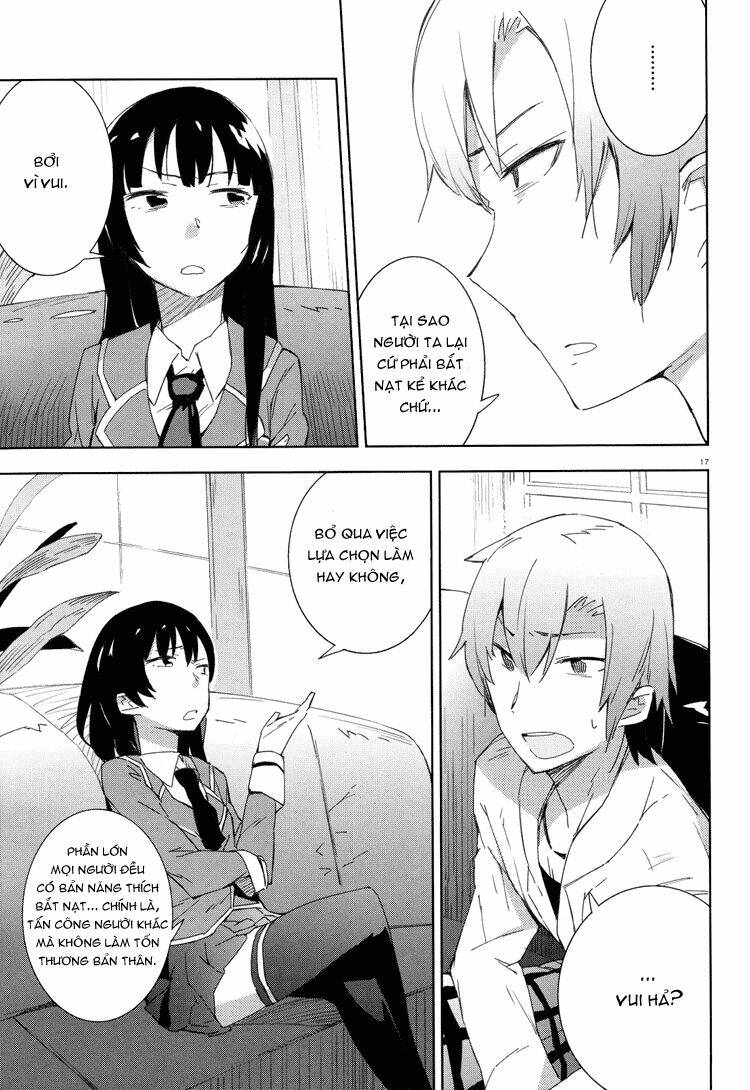 .........
TẠI SAO
NGƯỜI TA LẠI
CỨ PHẢI BẮT
NẠT KẺ KHÁC
CHỨ...
BỞI
VÌ VUI.
17
...
VUI HẢ?
BỎ QUA VIỆC
LỰA CHỌN LÀM
HAY KHÔNG,
PHẦN LỚN
MỌI NGƯỜI ĐỀU
CÓ BẢN NĂNG THÍCH
BẮT NẠT... CHÍNH LÀ,
TẤN CÔNG NGƯỜI KHÁC
MÀ KHÔNG LÀM TỔN
THƯƠNG BẢN THÂN.